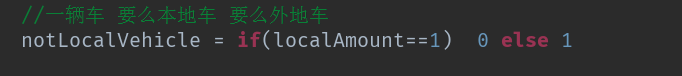 //一辆车 要么本地车 要么外地车
notLocalVehicle = if(localAmount==1)  0 else 1